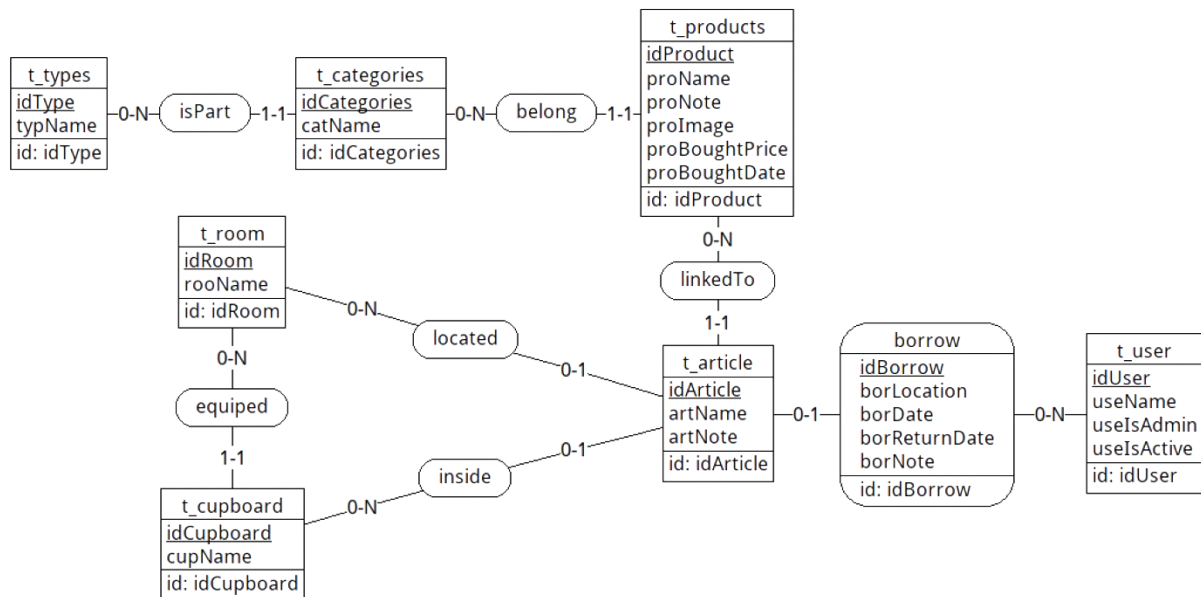 t_products
idProduct
proName
proNote
proImage
proBoughtPrice
proBoughtDate
id: idProduct
t_types
idType
typName
id: idType
0-N
isPart
1-1
t_categories
idCategories
catName
id: idCategories
0-N
belong
1-1
t_room
idRoom
rooName
id: idRoom
0-N
linkedTo
1-1
0-N
located
0-1
0-N
equiped
1-1
t_article
idArticle
artName
artNote
id: idArticle
0-1
borrow
idBorrow
borLocation
borDate
borReturnDate
borNote
id: idBorrow
0-N
t_user
idUser
useName
useIsAdmin
useIsActive
id: idUser
0-1
inside
0-N
t_cupboard
idCupboard
cupName
id: idCupboard